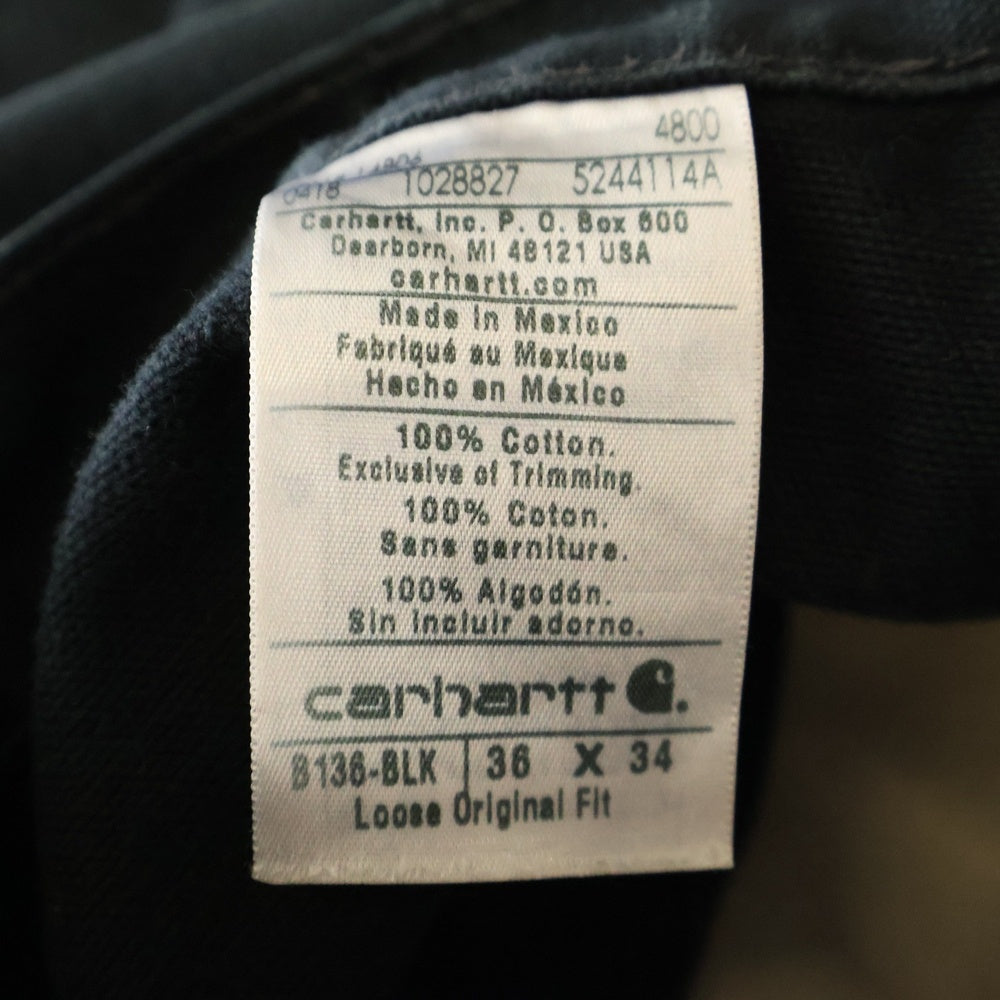 4800
0418 1028827 5244114A
Carhartt, Inc. P. O. Box 600
Dearborn, MI 48121 USA
carhartt.com
Made in Mexico
Fabriqué au Mexique
Hecho en México
100% Cotton.
Exclusive of Trimming.
100% Coton.
Sans garniture.
100% Algodón.
Sin incluir adorno.
carhartt
B136-BLK 36 X 34
Loose Original Fit